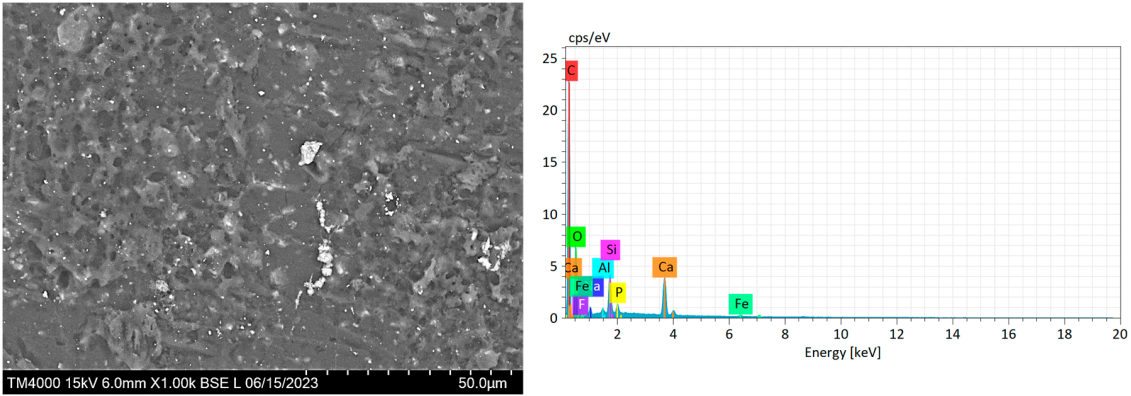 TM4000 15kV 6.0mm X1.00k BSE L 06/15/2023 50.0µm
cps/eV
25
20
15
10
5
0
C
O
Si
Ca
Al
Ca
Fe
a
P
F
Fe
2 4 6 8 10 12 14 16 18 20
Energy [keV]